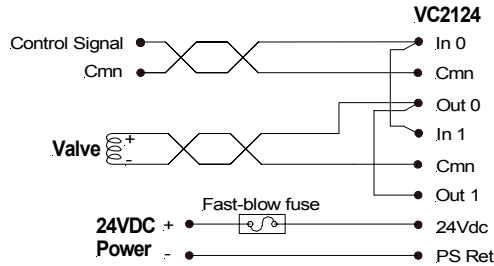 VC2124
Control Signal
In 0
Cmn
Cmn
Out 0
Valve
+
-
In 1
Cmn
Out 1
Fast-blow fuse
24VDC
Power
+
-
24Vdc
PS Ret